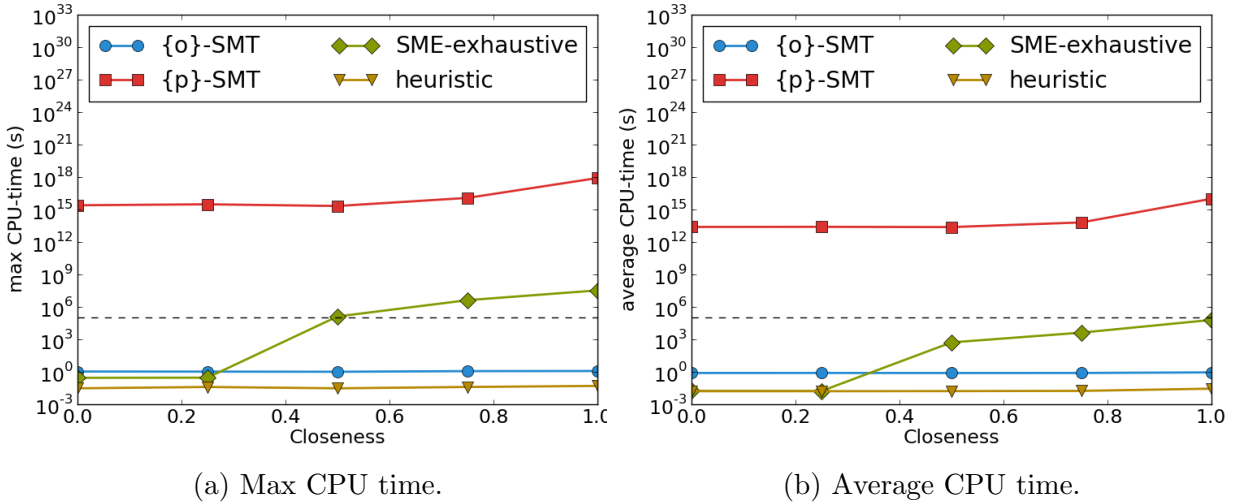 10^33
10^30
10^27
10^24
10^21
10^18
10^15
10^12
10^9
10^6
10^3
10^0
10^-3
max CPU-time (s)
{o}-SMT
{p}-SMT
SME-exhaustive
heuristic
0.0 0.2 0.4 0.6 0.8 1.0
Closeness
(a) Max CPU time.
10^33
10^30
10^27
10^24
10^21
10^18
10^15
10^12
10^9
10^6
10^3
10^0
10^-3
average CPU-time (s)
{o}-SMT
{p}-SMT
SME-exhaustive
heuristic
0.0 0.2 0.4 0.6 0.8 1.0
Closeness
(b) Average CPU time.